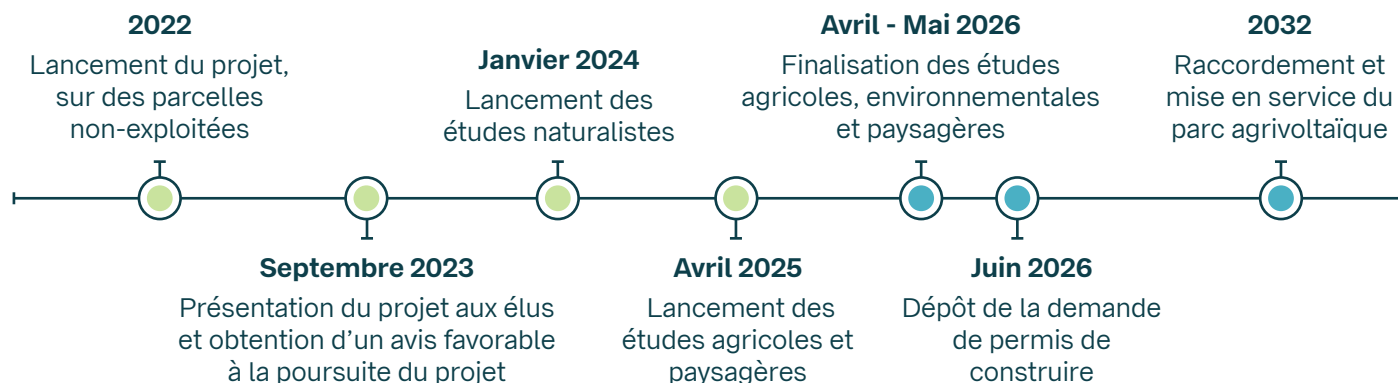 2022
Lancement du projet,
sur des parcelles
non-exploitées
Septembre 2023
Présentation du projet aux élus
et obtention d’un avis favorable
à la poursuite du projet
Janvier 2024
Lancement des
études naturalistes
Avril 2025
Lancement des
études agricoles et
paysagères
Avril - Mai 2026
Finalisation des études
agricoles, environnementales
et paysagères
Juin 2026
Dépôt de la demande
de permis de
construire
2032
Raccordement et
mise en service du
parc agrivoltaïque